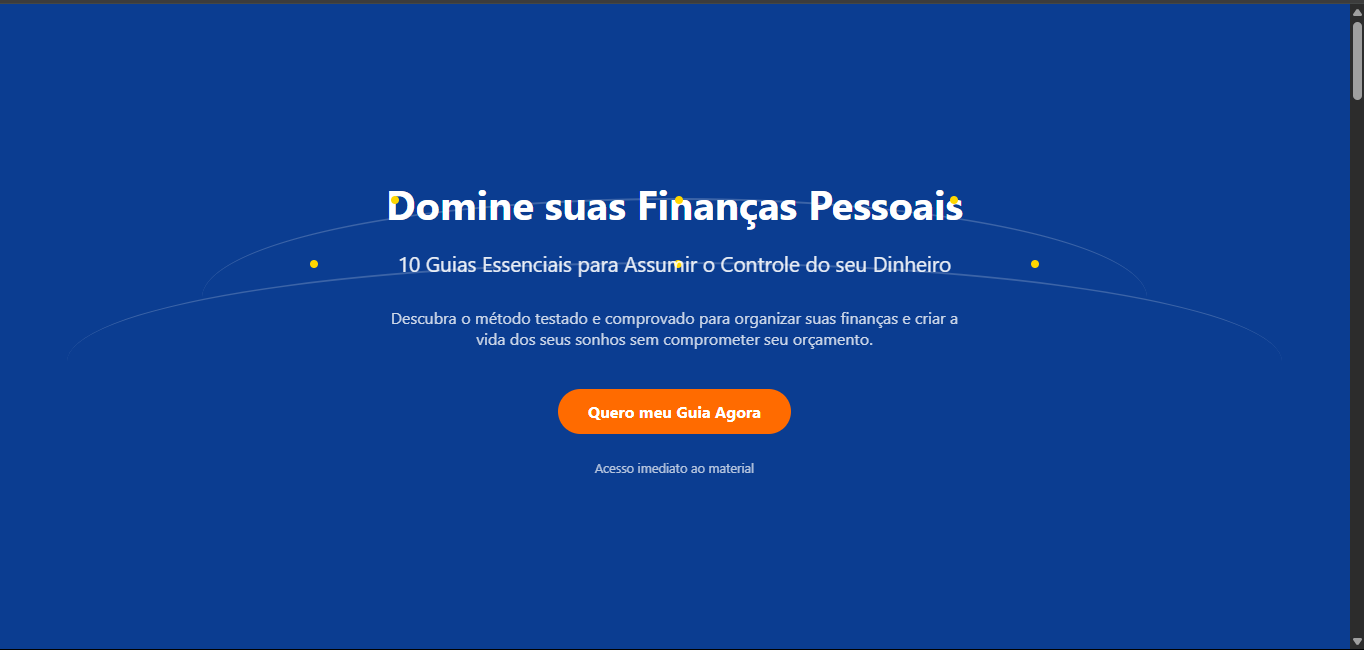 Domine suas Finanças Pessoais
10 Guias Essenciais para Assumir o Controle do seu Dinheiro
Descubra o método testado e comprovado para organizar suas finanças e criar a
vida dos seus sonhos sem comprometer seu orçamento.
Quero meu Guia Agora
Acesso imediato ao material